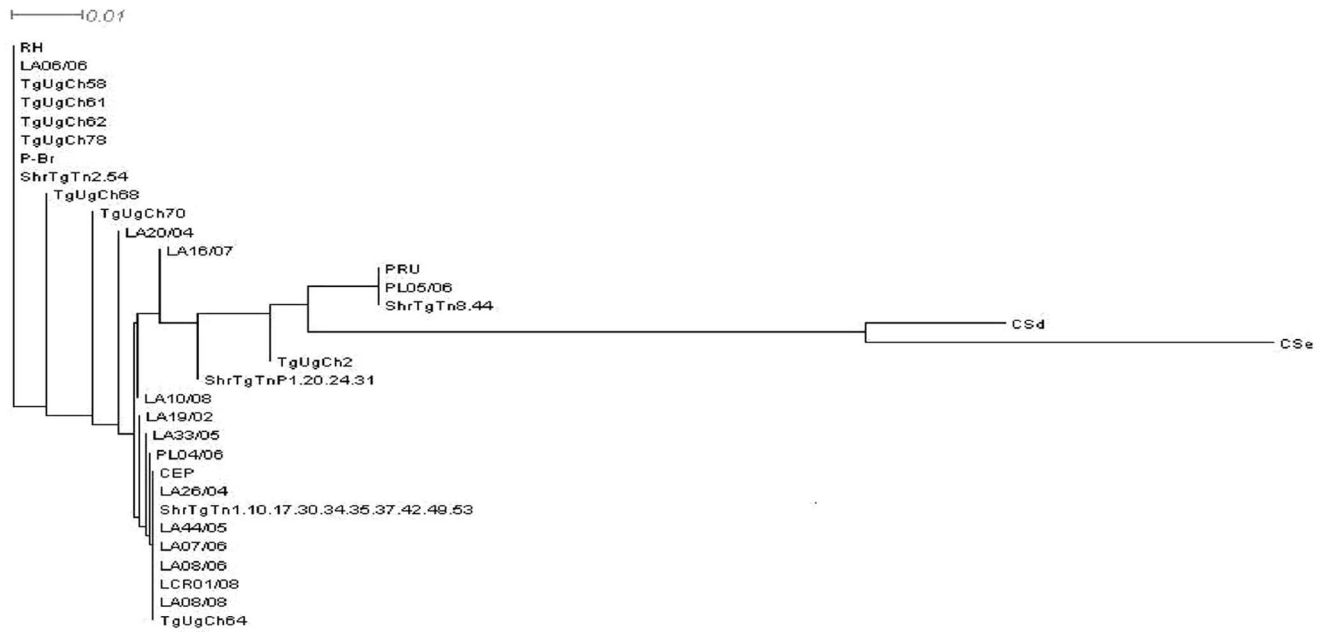 0.01
RH
LA06/06
TgUgCh58
TgUgCh61
TgUgCh62
TgUgCh78
P-Br
ShrTgTn2.54
TgUgCh68
TgUgCh70
LA20/04
LA16/07
PRU
PL05/06
ShrTgTn8.44
CSd
CSe
TgUgCh2
ShrTgTnP1.20.24.31
LA10/08
LA19/02
LA33/05
PL04/06
CEP
LA26/04
ShrTgTn1.10.17.30.34.35.37.42.49.53
LA44/05
LA07/06
LA08/06
LCR01/08
LA08/08
TgUgCh64